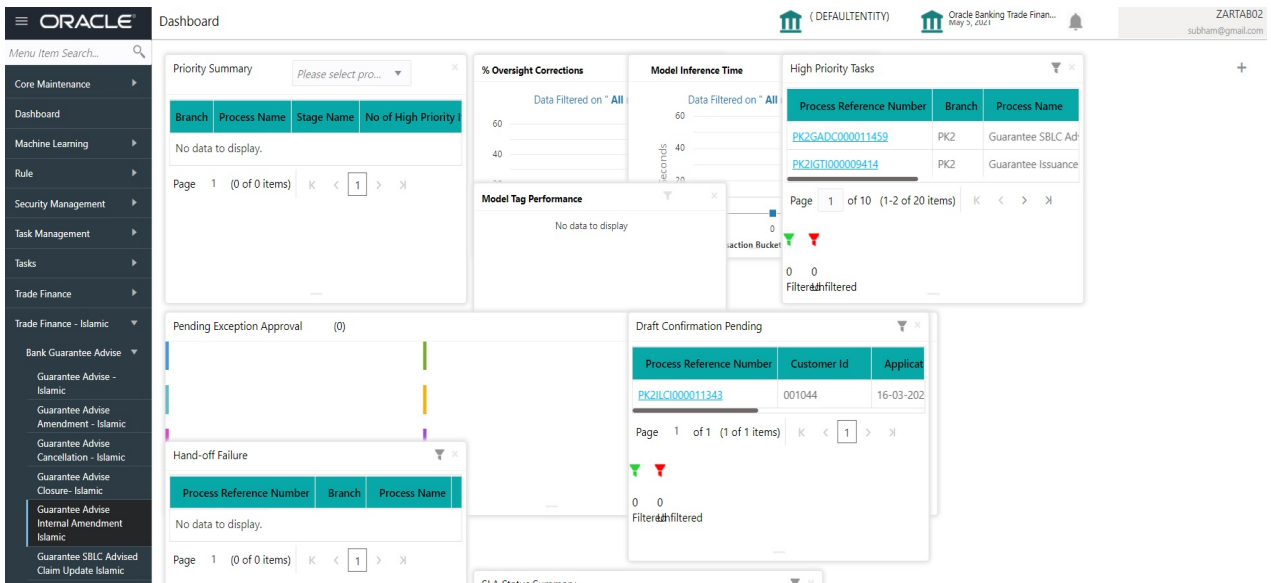 ORACLE
Dashboard
( DEFAULTENTITY)
Oracle Banking Trade Finan...
May 5, 2021
ZARTAB02
subham@gmail.com
Menu Item Search...
Core Maintenance
Dashboard
Machine Learning
Rule
Security Management
Task Management
Tasks
Trade Finance
Trade Finance - Islamic
Bank Guarantee Advise
Guarantee Advise -
Islamic
Guarantee Advise
Amendment - Islamic
Guarantee Advise
Cancellation - Islamic
Guarantee Advise
Closure- Islamic
Guarantee Advise
Internal Amendment
Islamic
Guarantee SBLC Advised
Claim Update Islamic
Priority Summary
Please select pro...
Branch Process Name Stage Name No of High Priority
No data to display.
Page 1 (0 of 0 items) K < 1 > >|
% Oversight Corrections
Data Filtered on " All
60
40
Model Inference Time
Data Filtered on " All
60
40
20
Seconds
0
saction Bucket
Model Tag Performance
No data to display
High Priority Tasks
Process Reference Number Branch Process Name
PK2GADC000011459 PK2 Guarantee SBLC Ad
PK2IGTI000009414 PK2 Guarantee Issuance
Page 1 of 10 (1-2 of 20 items) K < > >|
0 0
Filtered Unfiltered
Pending Exception Approval (0)
Draft Confirmation Pending
Process Reference Number Customer Id Applicat
PK2ILCI000011343 001044 16-03-202
Page 1 of 1 (1 of 1 items) K < 1 > >|
0 0
Filtered Unfiltered
Hand-off Failure
Process Reference Number Branch Process Name
No data to display.
Page 1 (0 of 0 items) K < 1 > >|
SLA Status Summary